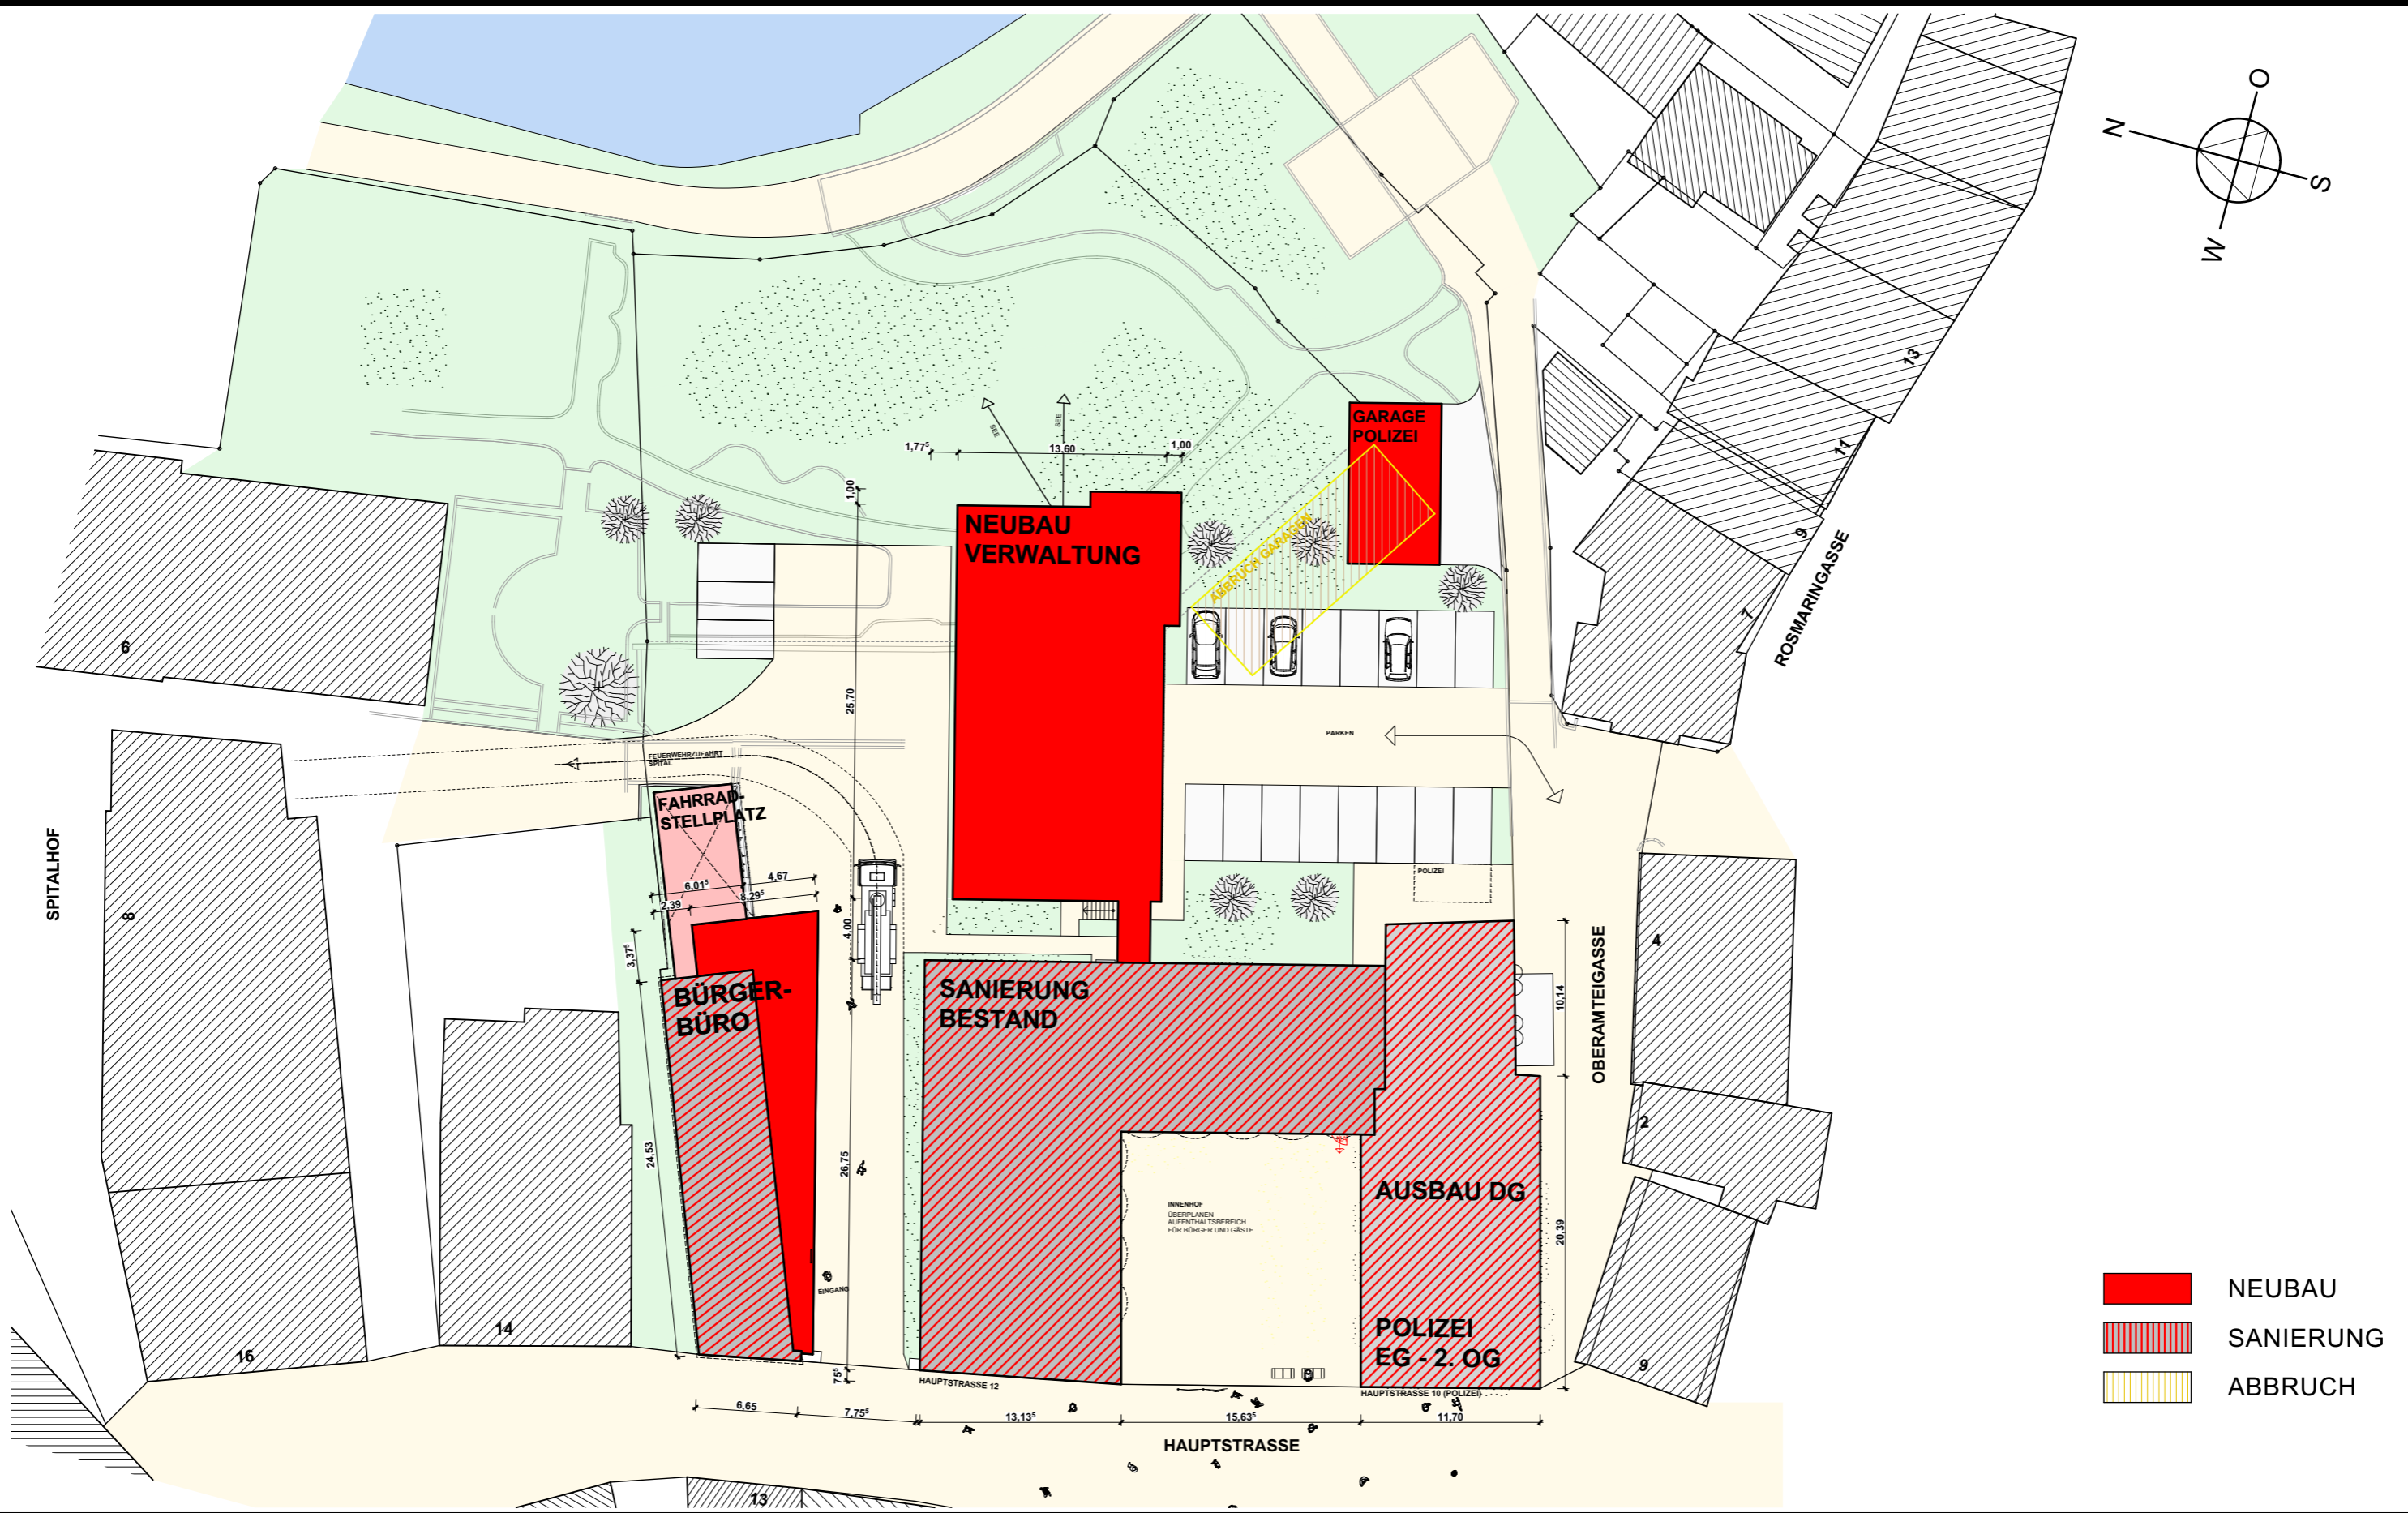 N
O
S
W
GARAGE
POLIZEI
SEE
SEE
1,77⁵
13,60
1,00
1,00
NEUBAU
VERWALTUNG
ABBRUCH GARAGEN
13
11
9
7
ROSMARINGASSE
6
25,70
FEUERWEHRZUFAHRT
SPITAL
PARKEN
FAHRRAD-
STELLPLATZ
SPITALHOF
8
6,01⁵
4,67
2,39
8,29⁵
4,00
3,37⁵
POLIZEI
OBERAMTEIGASSE
4
2
9
10,14
BÜRGER-
BÜRO
SANIERUNG
BESTAND
24,53
26,75
INNENHOF
ÜBERPLANEN
AUFENTHALTSBEREICH
FÜR BÜRGER UND GÄSTE
AUSBAU DG
20,39
EINGANG
POLIZEI
EG - 2. OG
14
16
75⁵
HAUPTSTRASSE 12
HAUPTSTRASSE 10 (POLIZEI)
6,65
7,75⁵
13,13⁵
15,63⁵
11,70
HAUPTSTRASSE
13
NEUBAU
SANIERUNG
ABBRUCH